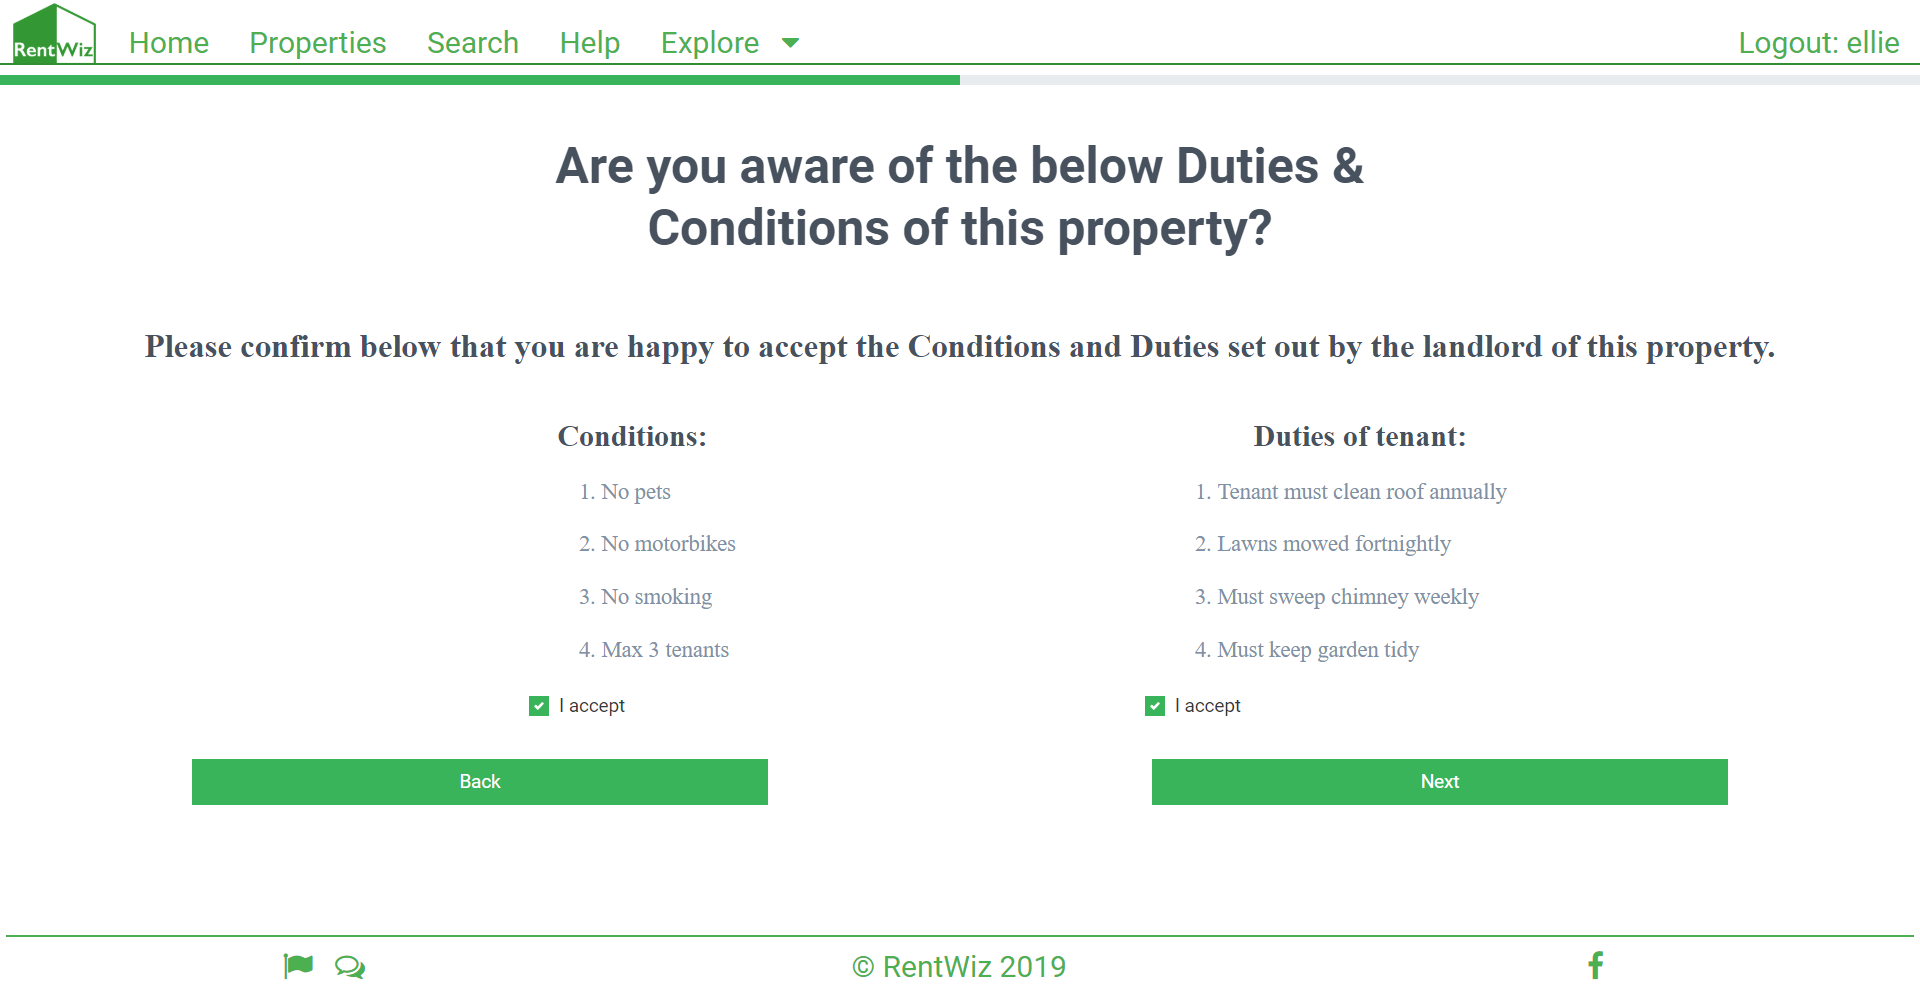 RentWiz
Home Properties Search Help Explore Logout: ellie
Are you aware of the below Duties &
Conditions of this property?
Please confirm below that you are happy to accept the Conditions and Duties set out by the landlord of this property.
Conditions:
1. No pets
2. No motorbikes
3. No smoking
4. Max 3 tenants
I accept
Duties of tenant:
1. Tenant must clean roof annually
2. Lawns mowed fortnightly
3. Must sweep chimney weekly
4. Must keep garden tidy
I accept
Back
Next
© RentWiz 2019